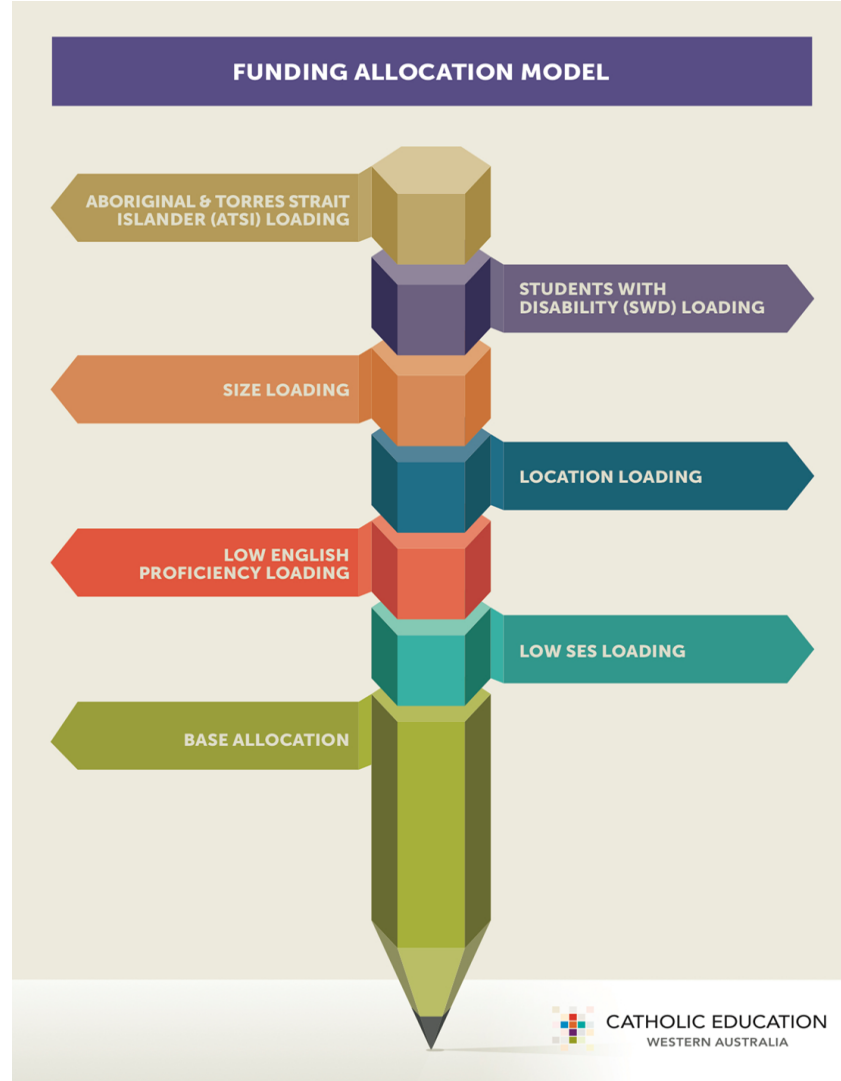 FUNDING ALLOCATION MODEL
ABORIGINAL & TORRES STRAIT
ISLANDER (ATSI) LOADING
STUDENTS WITH
DISABILITY (SWD) LOADING
SIZE LOADING
LOCATION LOADING
LOW ENGLISH
PROFICIENCY LOADING
LOW SES LOADING
BASE ALLOCATION
CATHOLIC EDUCATION
WESTERN AUSTRALIA